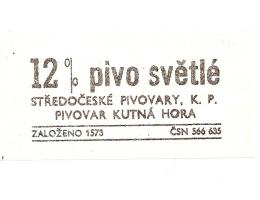 12% pivo světlé
STŘEDOČESKÉ PIVOVARY, K. P.
PIVOVAR KUTNÁ HORA
ZALOŽENO 1573 ČSN 566 635